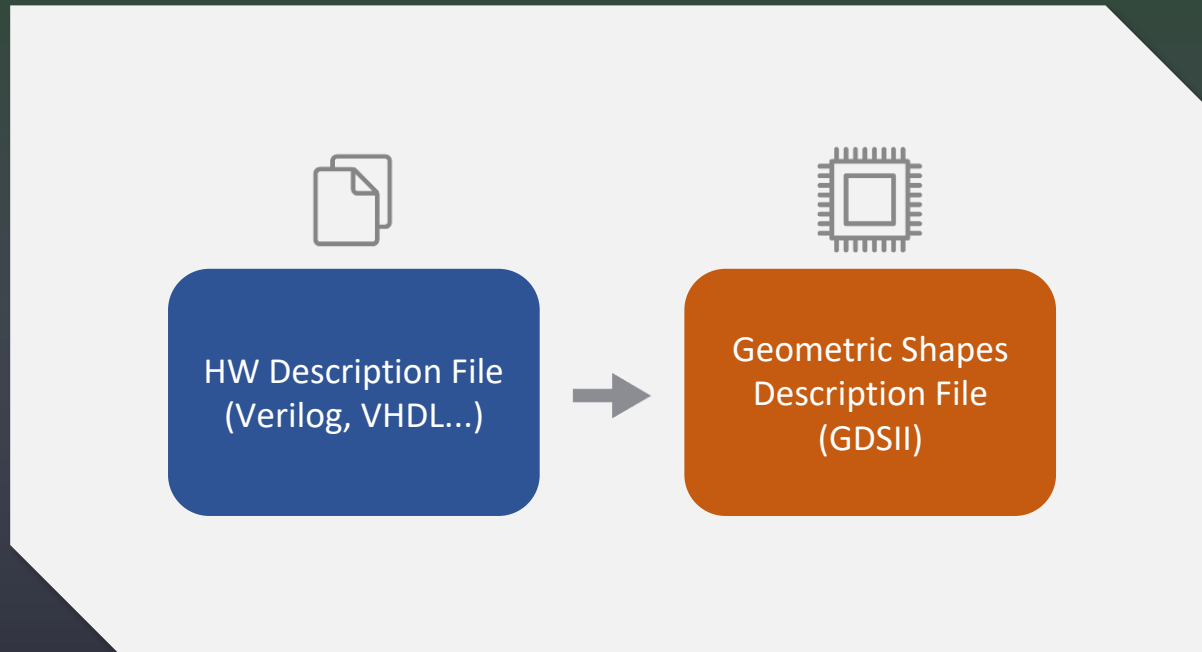 HW Description File
(Verilog, VHDL...)
Geometric Shapes
Description File
(GDSII)